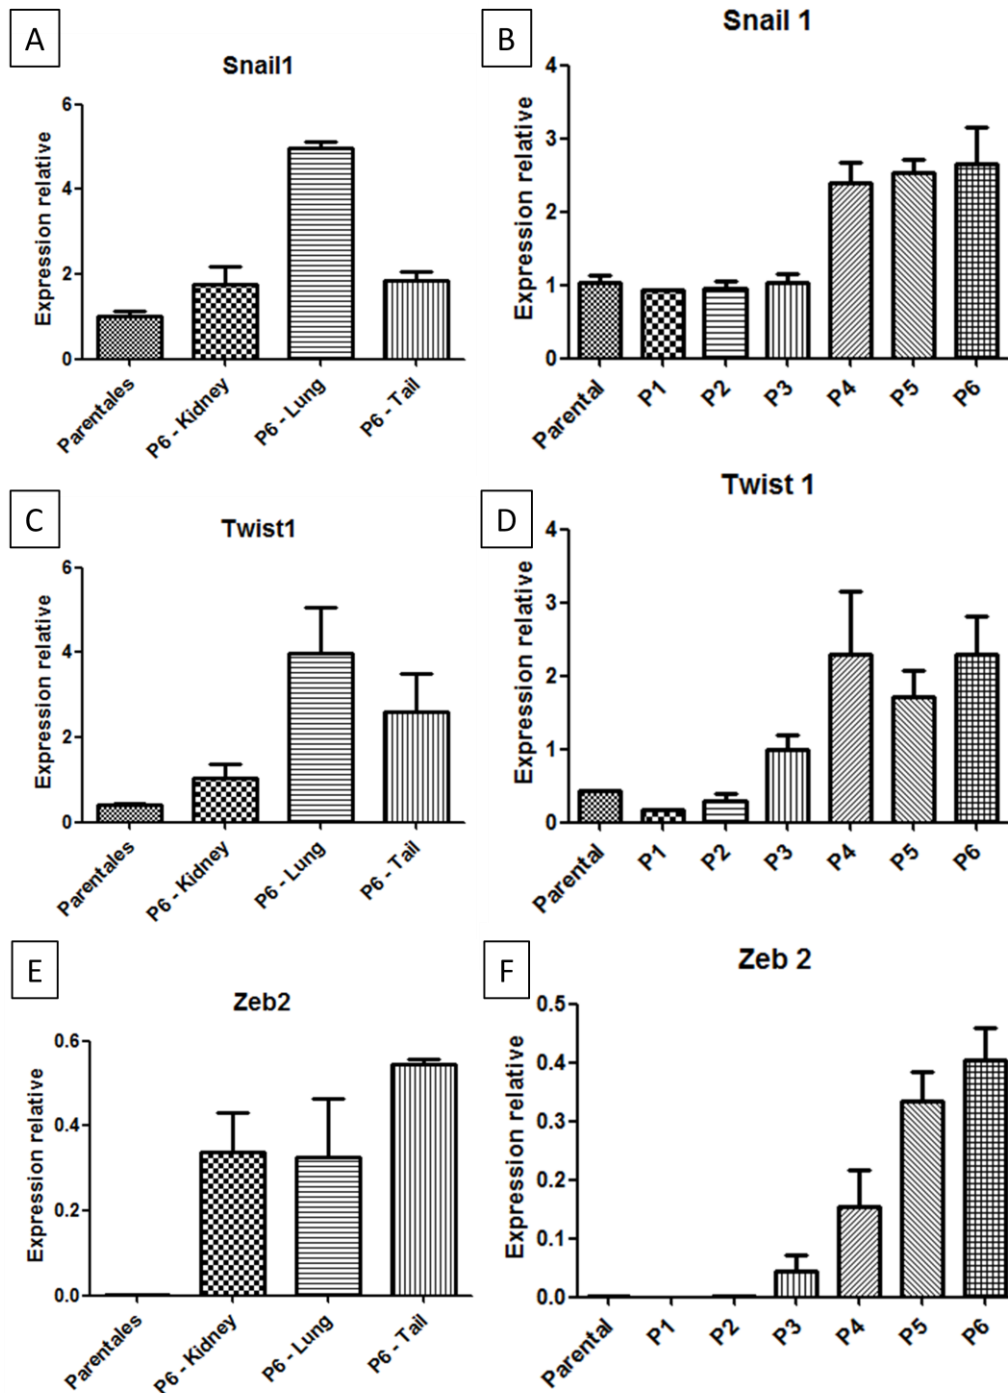 A
Snail1
Expression relative
6
4
2
0
Parentales
P6 - Kidney
P6 - Lung
P6 - Tail
B
Snail 1
Expression relative
4
3
2
1
0
Parental
P1
P2
P3
P4
P5
P6
C
Twist1
Expression relative
6
4
2
0
Parentales
P6 - Kidney
P6 - Lung
P6 - Tail
D
Twist 1
Expression relative
4
3
2
1
0
Parental
P1
P2
P3
P4
P5
P6
E
Zeb2
Expression relative
0.6
0.4
0.2
0.0
Parentales
P6 - Kidney
P6 - Lung
P6 - Tail
F
Zeb 2
Expression relative
0.5
0.4
0.3
0.2
0.1
0.0
Parental
P1
P2
P3
P4
P5
P6